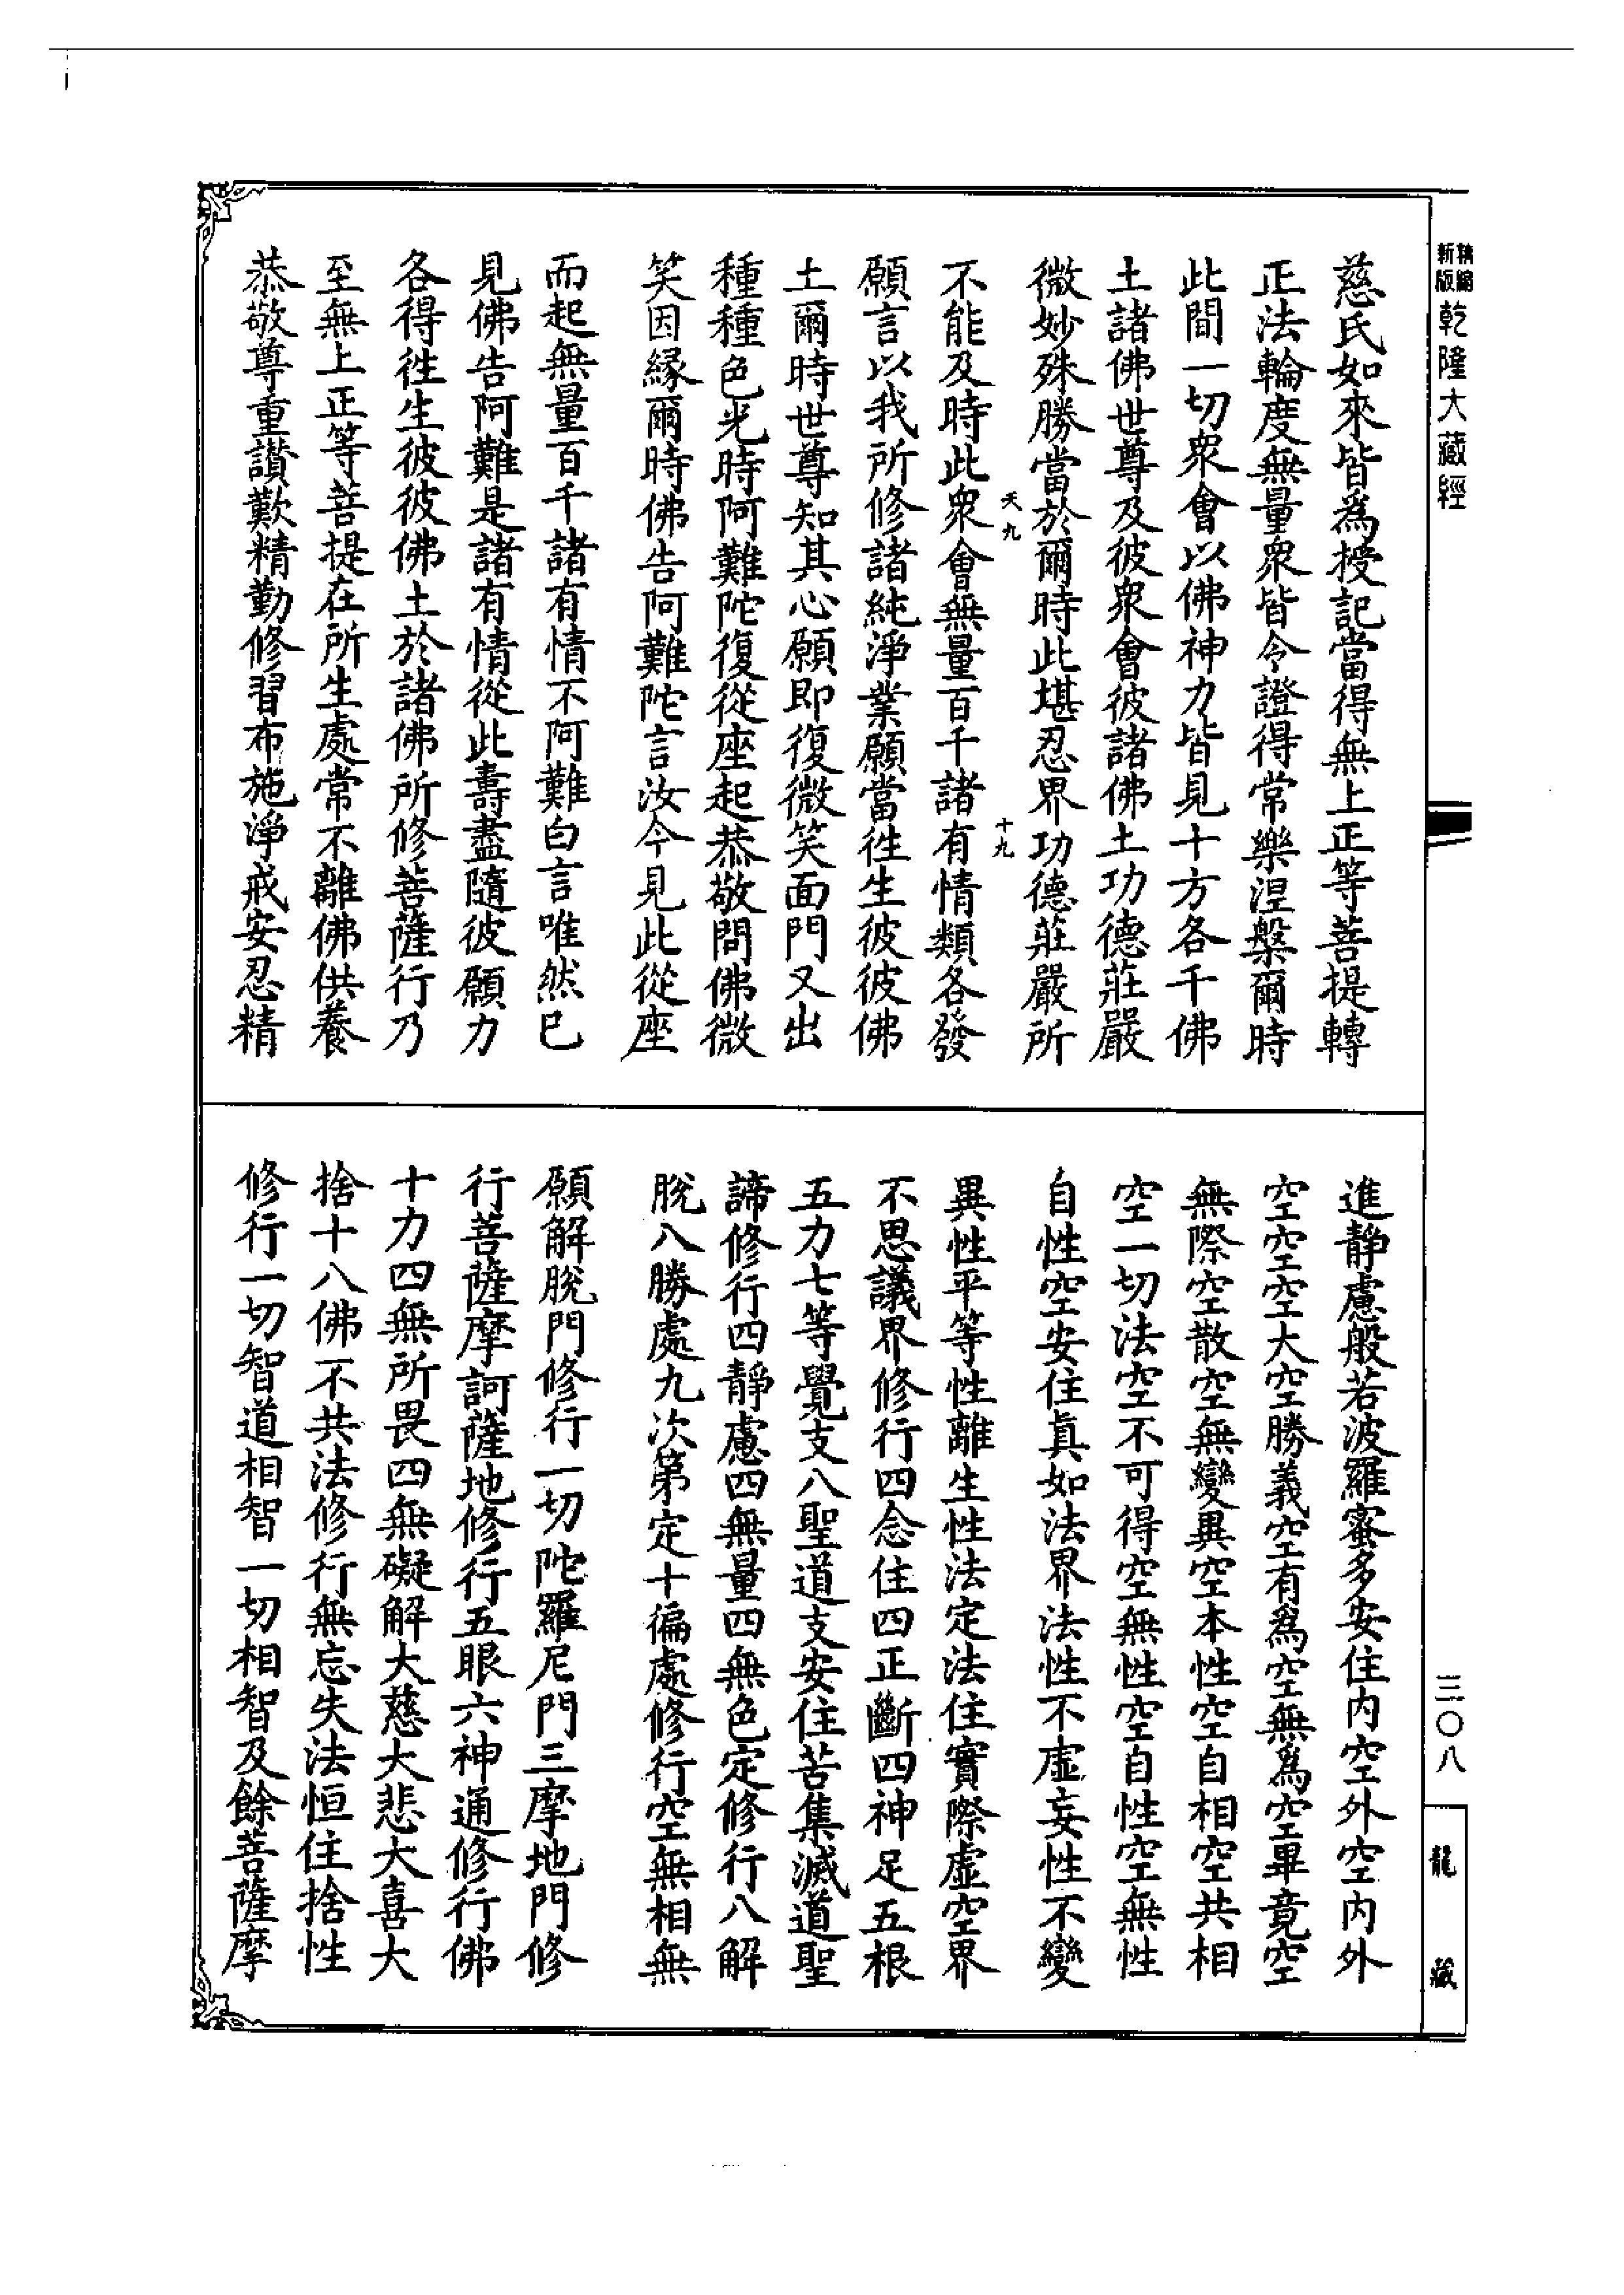 新編
新版
乾隆大藏經
慈氏如來皆為授記當得無上正等菩提轉
正法輪度無量衆皆令證得常樂涅槃爾時
此間一切衆會以佛神力皆見十方各千佛
土諸佛世尊及彼衆會彼諸佛土功德莊嚴
微妙殊勝當於爾時此堪忍界功德莊嚴所
天九
十九
不能及時此衆會無量百千諸有情類各發
願言以我所修諸純淨業願當往生彼彼佛
土爾時世尊知其心願即復微笑面門又出
種種色光時阿難陀復從座起恭敬問佛微
笑因緣爾時佛告阿難陀言汝今見此從座
而起無量百千諸有情不阿難白言唯然已
見佛告阿難是諸有情從此壽盡隨彼願力
各得徃生彼彼佛土於諸佛所修菩薩行乃
至無上正等菩提在所生處常不離佛供養
恭敬尊重讚歎精勤修習布施淨戒安忍精
進靜慮般若波羅蜜多安住內空外空內外
空空空大空勝義空有為空無為空畢竟空
無際空散空無變異空本性空自相空共相
空一切法空不可得空無性空自性空無性
自性空安住真如法界法性不虛妄性不變
異性平等性離生性法定法住實際虛空界
不思議界修行四念住四正斷四神足五根
五力七等覺支八聖道支安住苦集滅道聖
諦修行四靜慮四無量四無色定修行八解
脫八勝處九次第定十徧處修行空無相無
願解脫門修行一切陀羅尼門三摩地門修
行菩薩摩訶薩地修行五眼六神通修行佛
十力四無所畏四無礙解大慈大悲大喜大
捨十八佛不共法修行無忘失法恒住捨性
修行一切智道相智一切相智及餘菩薩摩
三〇八
龍藏